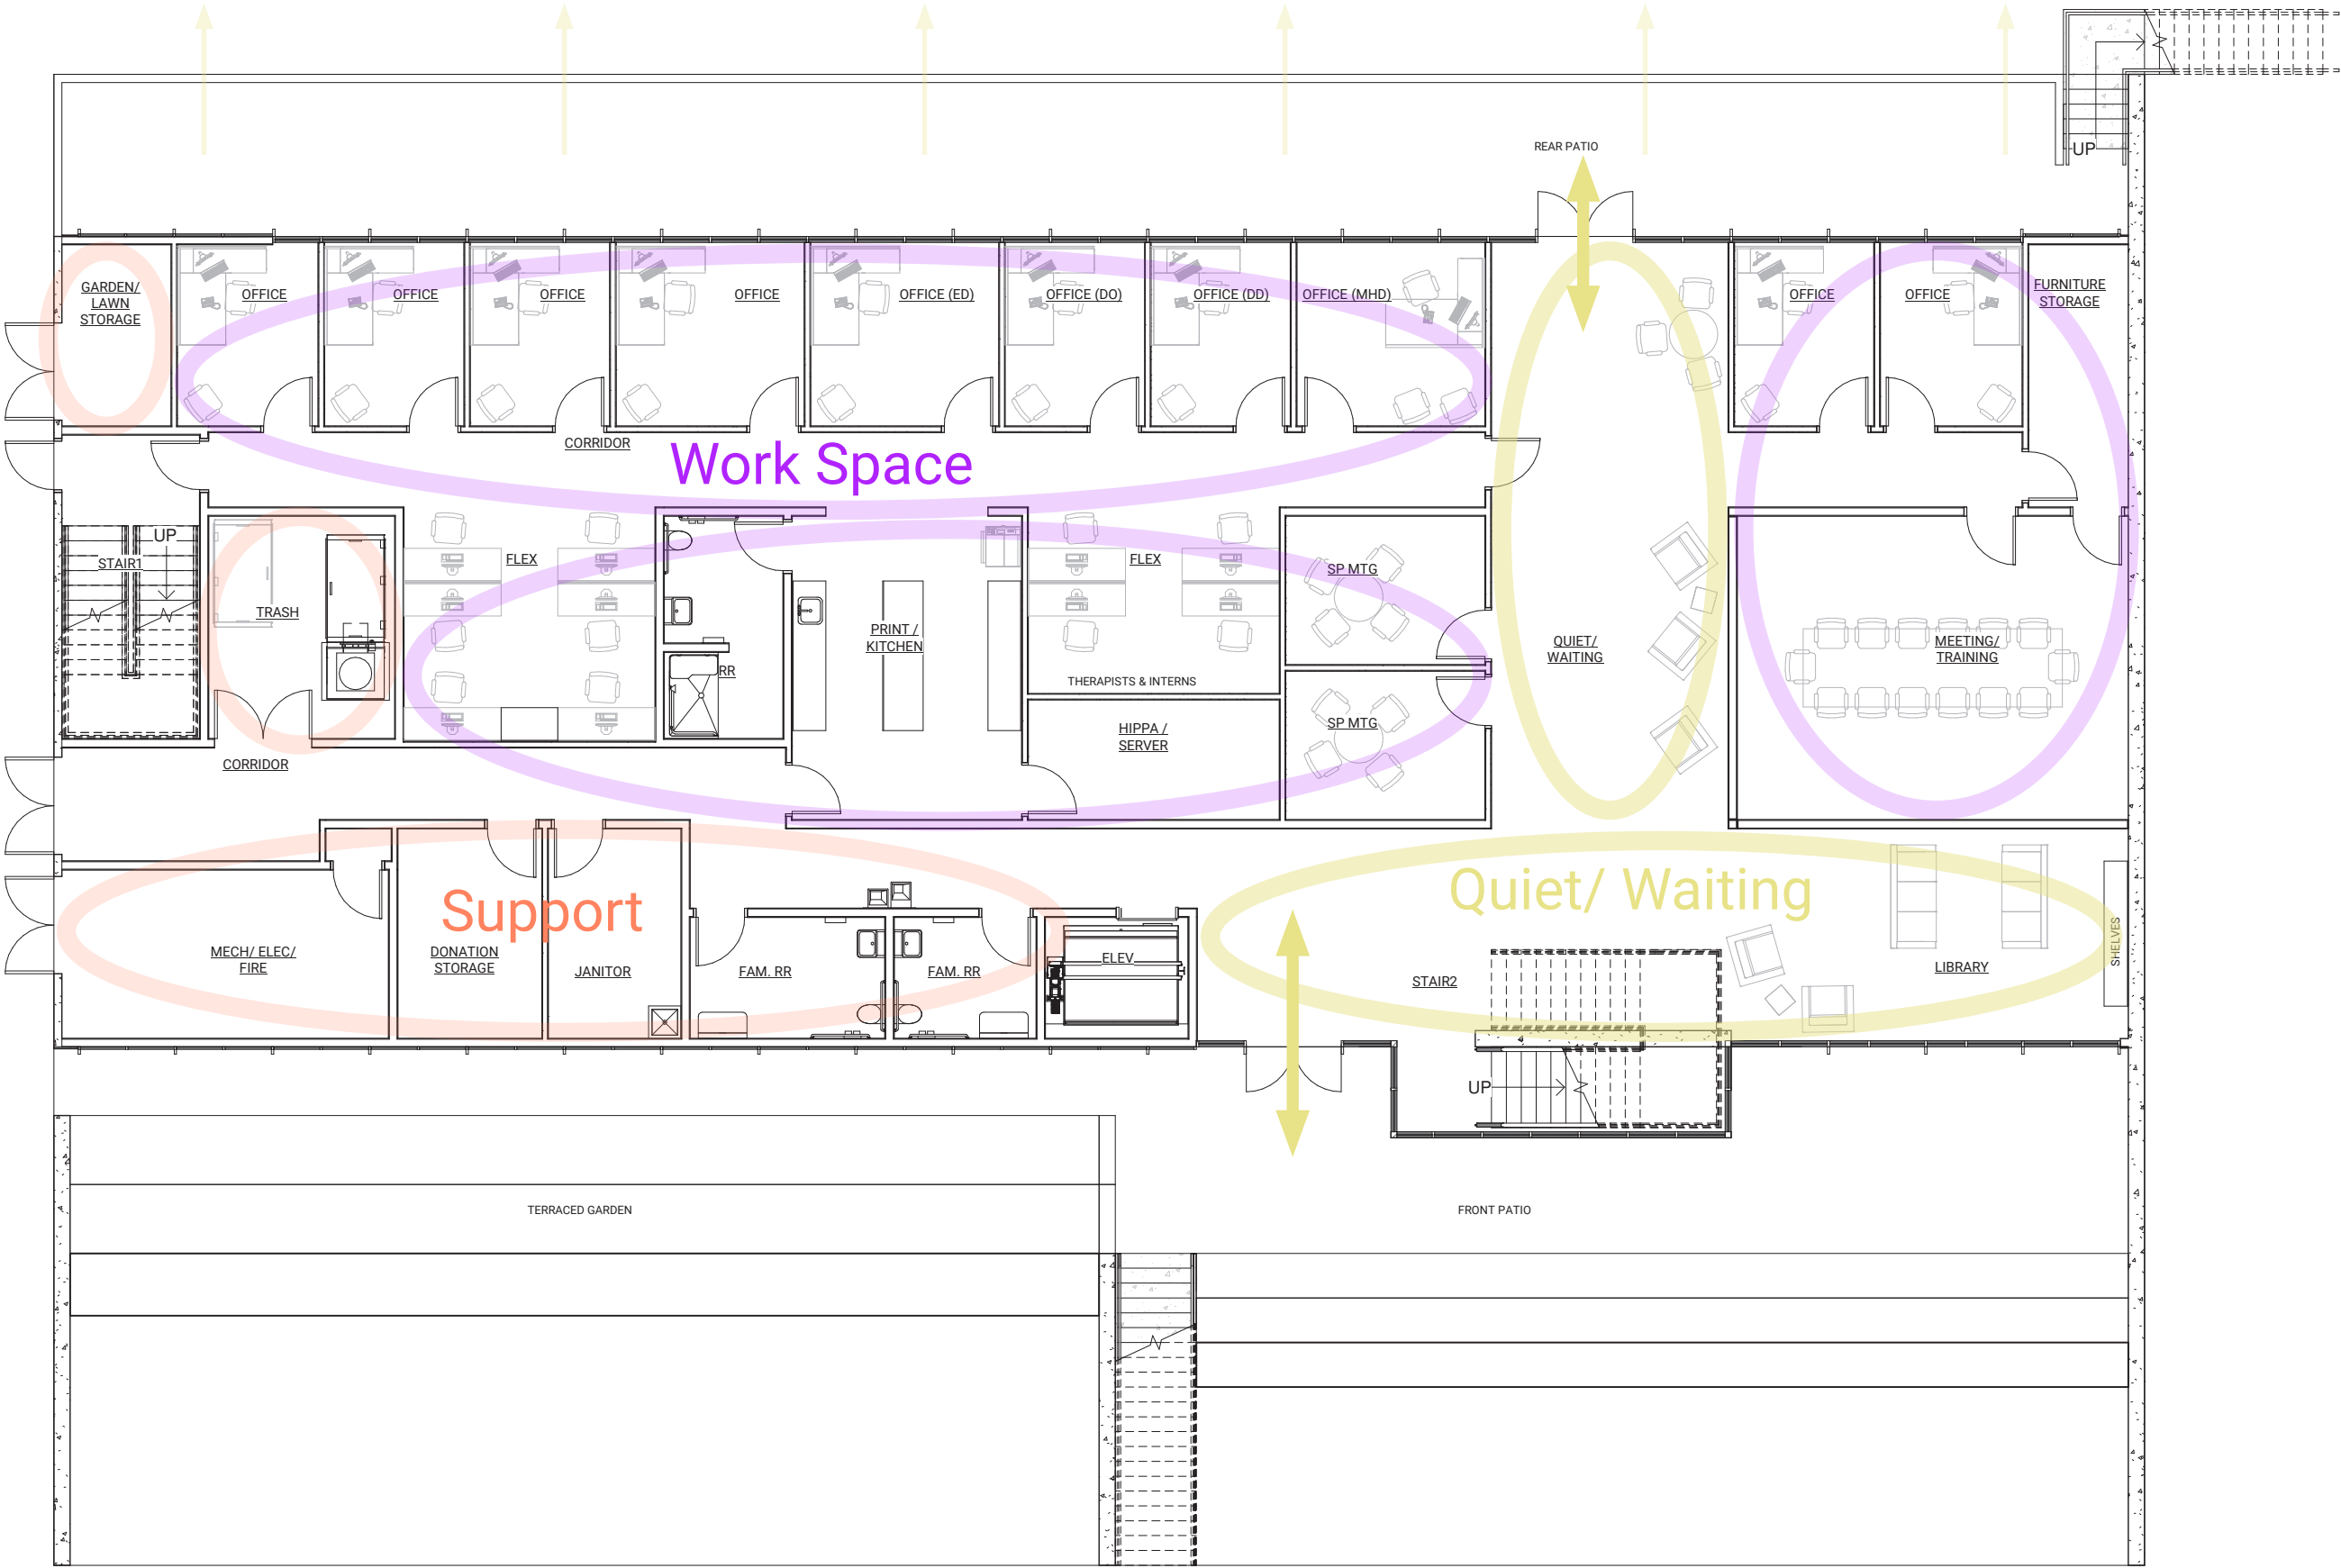 REAR PATIO
UP
GARDEN/
LAWN
STORAGE
OFFICE
OFFICE
OFFICE
OFFICE
OFFICE (ED)
OFFICE (DO)
OFFICE (DD)
OFFICE (MHD)
OFFICE
OFFICE
FURNITURE
STORAGE
CORRIDOR
Work Space
UP
STAIR1
TRASH
FLEX
RR
PRINT /
KITCHEN
FLEX
THERAPISTS & INTERNS
HIPPA /
SERVER
SP MTG
SP MTG
QUIET/
WAITING
MEETING/
TRAINING
CORRIDOR
Support
Quiet/ Waiting
MECH/ ELEC/
FIRE
DONATION
STORAGE
JANITOR
FAM. RR
FAM. RR
ELEV
STAIR2
LIBRARY
SHELVES
UP
TERRACED GARDEN
FRONT PATIO